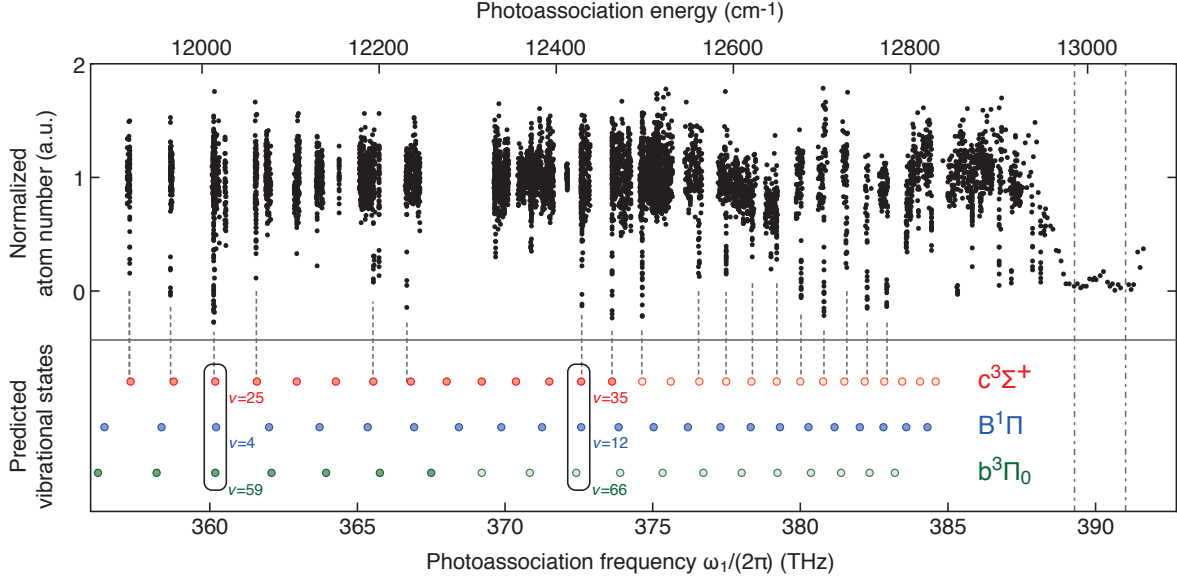 Photoassociation energy (cm-1)
12000 12200 12400 12600 12800 13000
Normalized
atom number (a.u.)
2
1
0
Predicted
vibrational states
c³Σ⁺
v=25 v=35
B¹Π
v=4 v=12
b³Π₀
v=59 v=66
360 365 370 375 380 385 390
Photoassociation frequency ω₁/(2π) (THz)